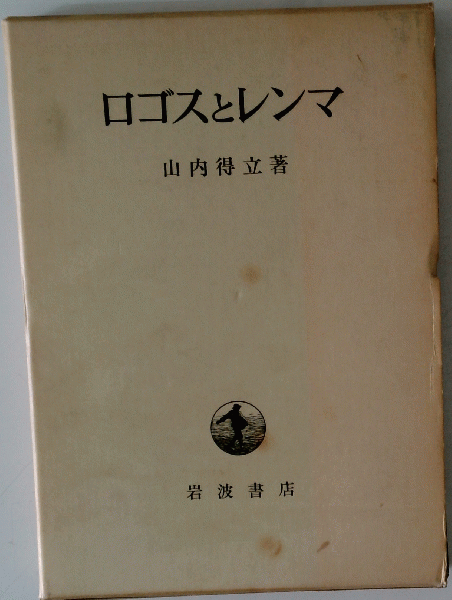 ロゴスとレンマ
山内得立著
岩波書店